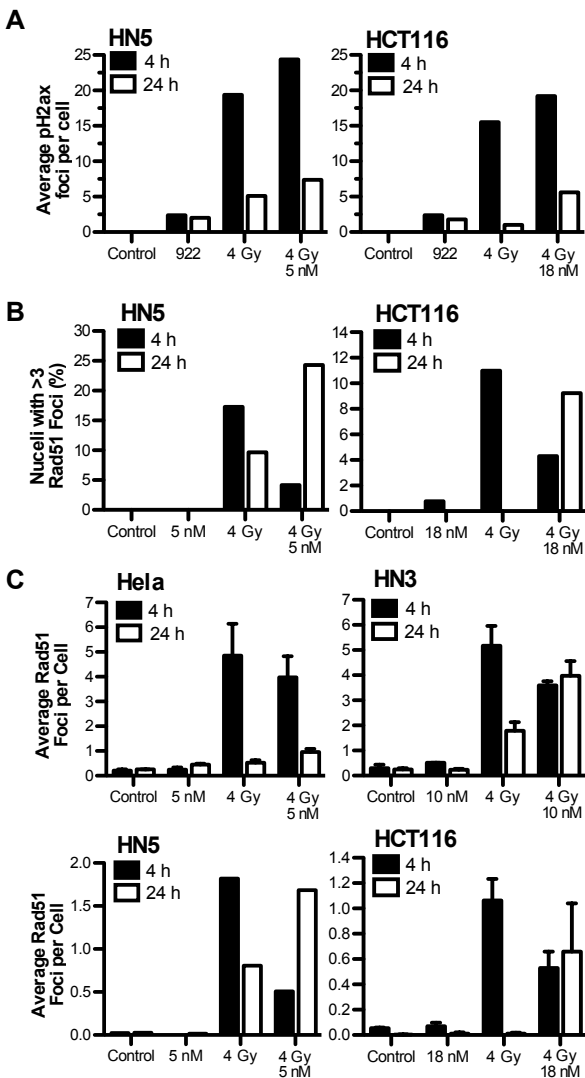 A
HN5
4 h
24 h
Average pH2ax
foci per cell
25
20
15
10
5
0
Control
922
4 Gy
4 Gy
5 nM
HCT116
4 h
24 h
25
20
15
10
5
0
Control
922
4 Gy
4 Gy
18 nM
B
HN5
4 h
24 h
Nuceli with >3
Rad51 Foci (%)
30
25
20
15
10
5
0
Control
5 nM
4 Gy
4 Gy
5 nM
HCT116
4 h
24 h
14
12
10
8
6
4
2
0
Control
18 nM
4 Gy
4 Gy
18 nM
C
Hela
4 h
24 h
Average Rad51
Foci per Cell
7
6
5
4
3
2
1
0
Control
5 nM
4 Gy
4 Gy
5 nM
HN3
4 h
24 h
7
6
5
4
3
2
1
0
Control
10 nM
4 Gy
4 Gy
10 nM
HN5
4 h
24 h
Average Rad51
Foci per Cell
2.0
1.5
1.0
0.5
0.0
Control
5 nM
4 Gy
4 Gy
5 nM
HCT116
4 h
24 h
1.4
1.2
1.0
0.8
0.6
0.4
0.2
0.0
Control
18 nM
4 Gy
4 Gy
18 nM